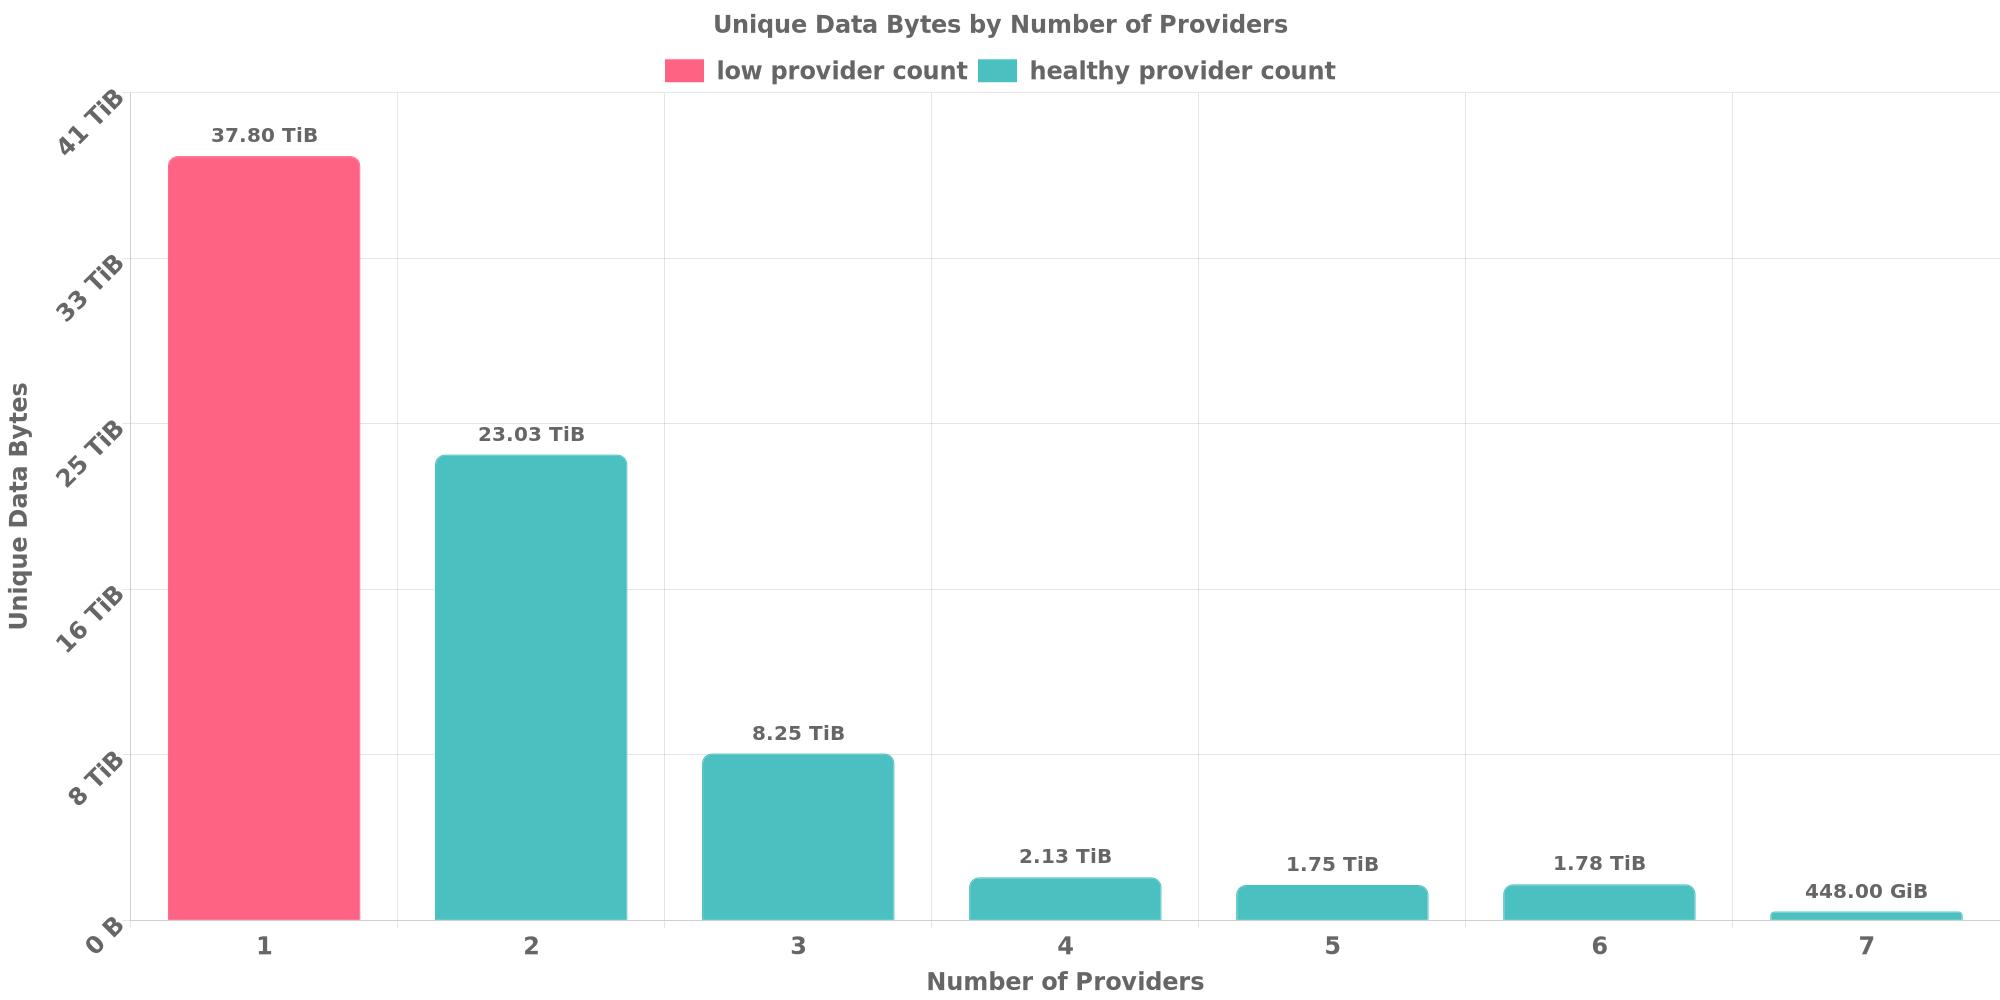 Unique Data Bytes by Number of Providers
low provider count healthy provider count
41 TiB
33 TiB
25 TiB
16 TiB
8 TiB
0 B
Unique Data Bytes
37.80 TiB
23.03 TiB
8.25 TiB
2.13 TiB
1.75 TiB
1.78 TiB
448.00 GiB
1 2 3 4 5 6 7
Number of Providers